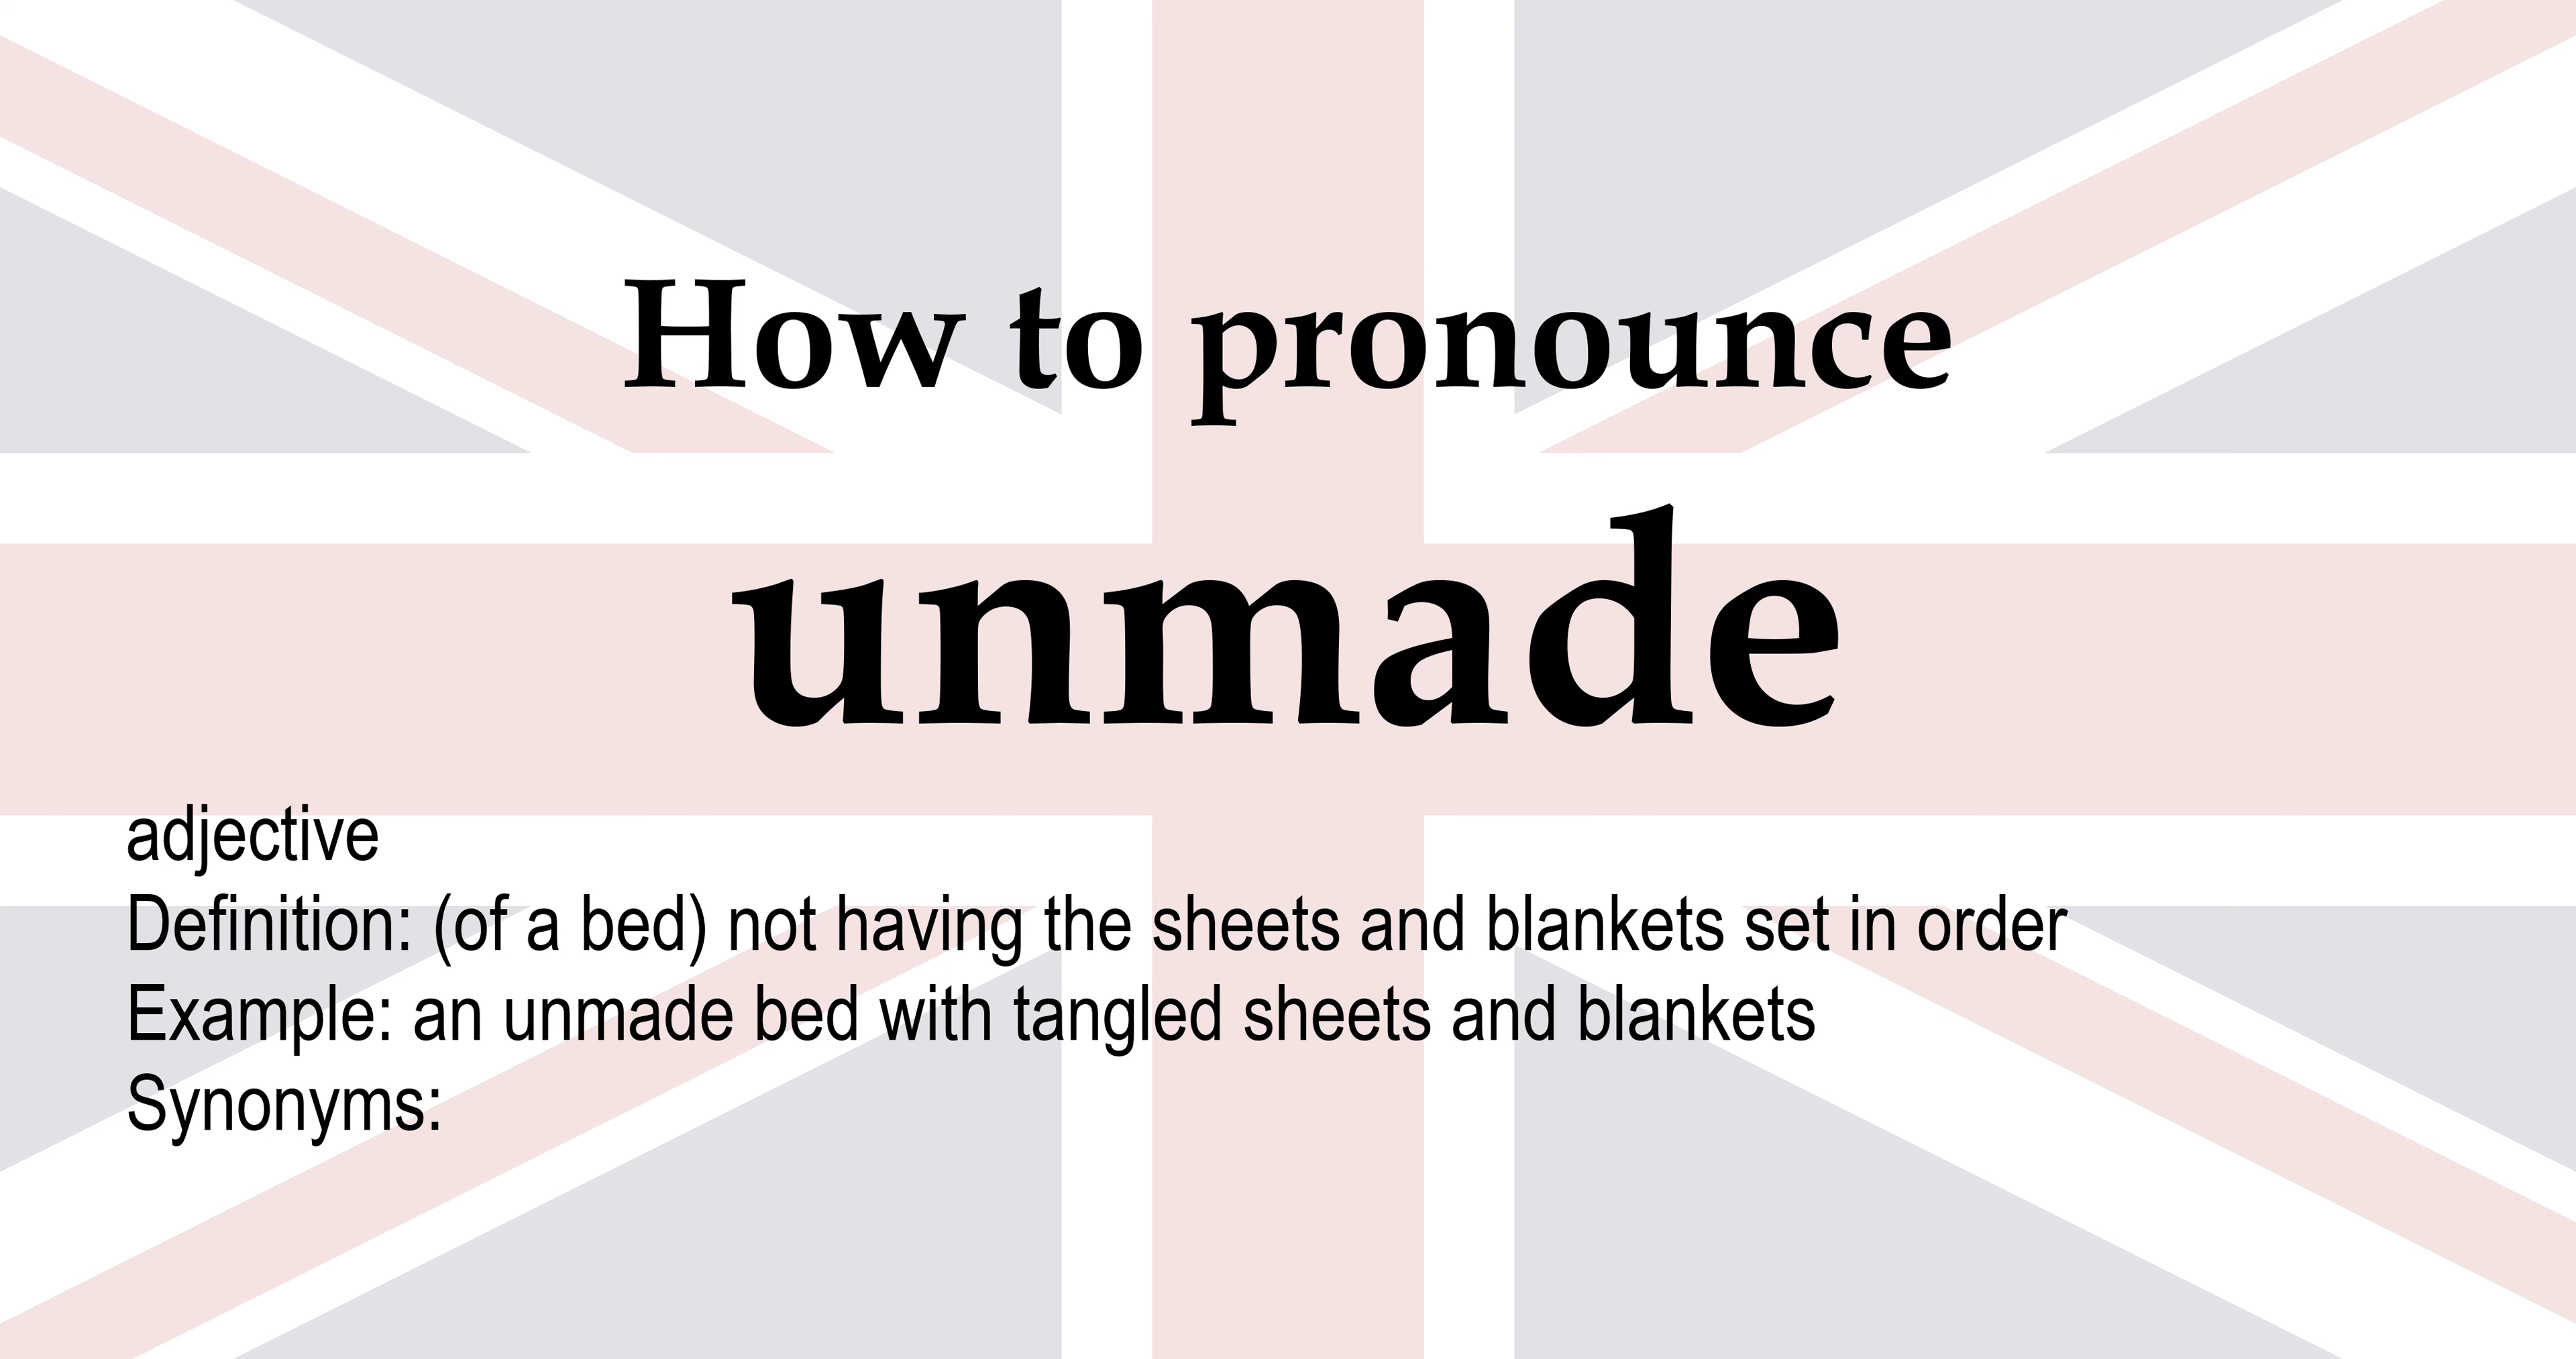 How to pronounce
unmade
adjective
Definition: (of a bed) not having the sheets and blankets set in order
Example: an unmade bed with tangled sheets and blankets
Synonyms: